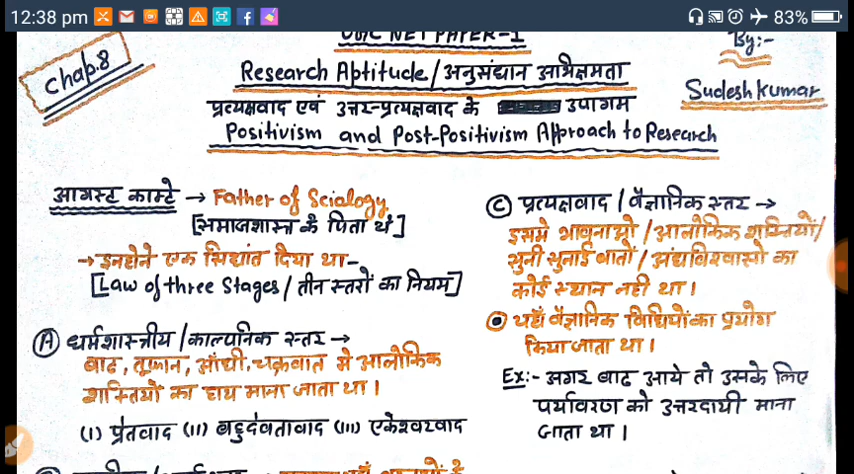 12:38 pm
83%
UGC NET PAPER-I
Chap.8
By:-
Sudesh Kumar
Research Aptitude/अनुसंधान अभिक्षमता
प्रत्यक्षवाद एवं उत्तर-प्रत्यक्षवाद के उपागम
Positivism and Post-Positivism Approach to Research
आगस्ट काम्टे → Father of Scialogy
[समाजशास्त्र के पिता थे]
→ इनहोने एक सिधांत दिया था-
[Law of three Stages/तीन स्तरों का नियम]
(A) धर्मशास्त्रीय/काल्पनिक स्तर →
बाढ, तूफान, आँधी, चक्रवात मे आलोकिक
शक्तियो का हाथ माना जाता था।
(i) प्रेतवाद (ii) बहुदेवतावाद (iii) एकेश्वरवाद
(C) प्रत्यक्षवाद/वैज्ञानिक स्तर →
इसमे भावनाओ/आलोकिक शक्तियों/
सुनी सुनाई बातों/अंधविश्वासो का
कोई स्थान नही था।
यहाँ वैज्ञानिक विधियों का प्रयोग
किया जाता था।
Ex:- अगर बाढ आये तो उसके लिए
पर्यावरण को उत्तरदायी माना
जाता था।